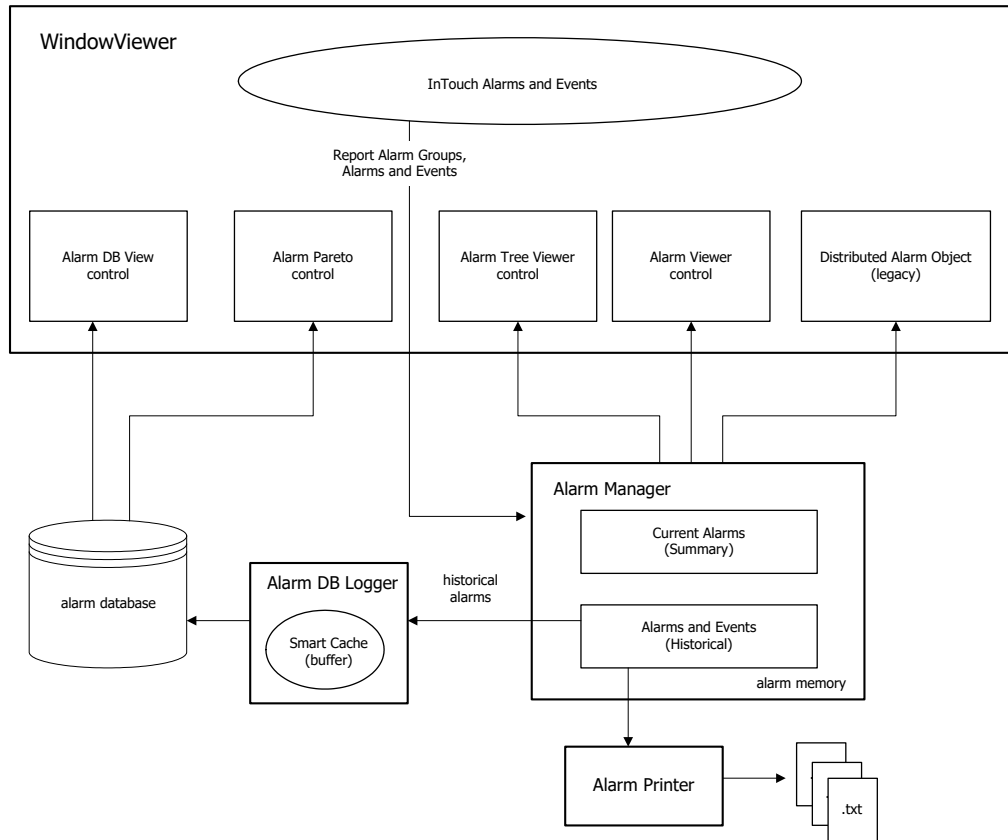 WindowViewer
InTouch Alarms and Events
Report Alarm Groups,
Alarms and Events
Alarm DB View
control
Alarm Pareto
control
Alarm Tree Viewer
control
Alarm Viewer
control
Distributed Alarm Object
(legacy)
Alarm Manager
Current Alarms
(Summary)
Alarms and Events
(Historical)
alarm memory
historical
alarms
Alarm DB Logger
Smart Cache
(buffer)
alarm database
Alarm Printer
.txt